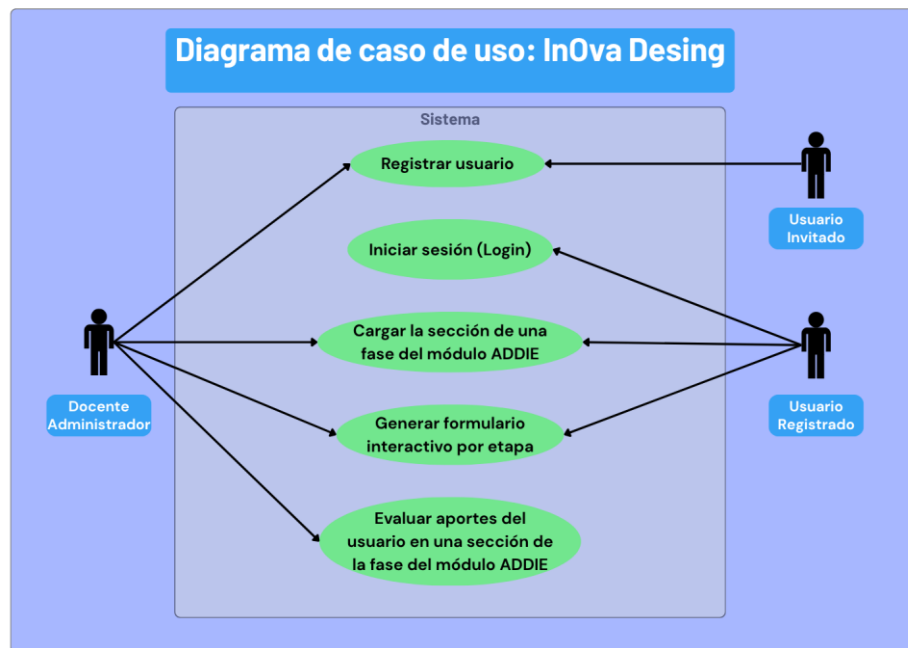 Diagrama de caso de uso: InOva Desing
Sistema
Registrar usuario
Usuario
Invitado
Iniciar sesión (Login)
Cargar la sección de una
fase del módulo ADDIE
Docente
Administrador
Usuario
Registrado
Generar formulario
interactivo por etapa
Evaluar aportes del
usuario en una sección de
la fase del módulo ADDIE